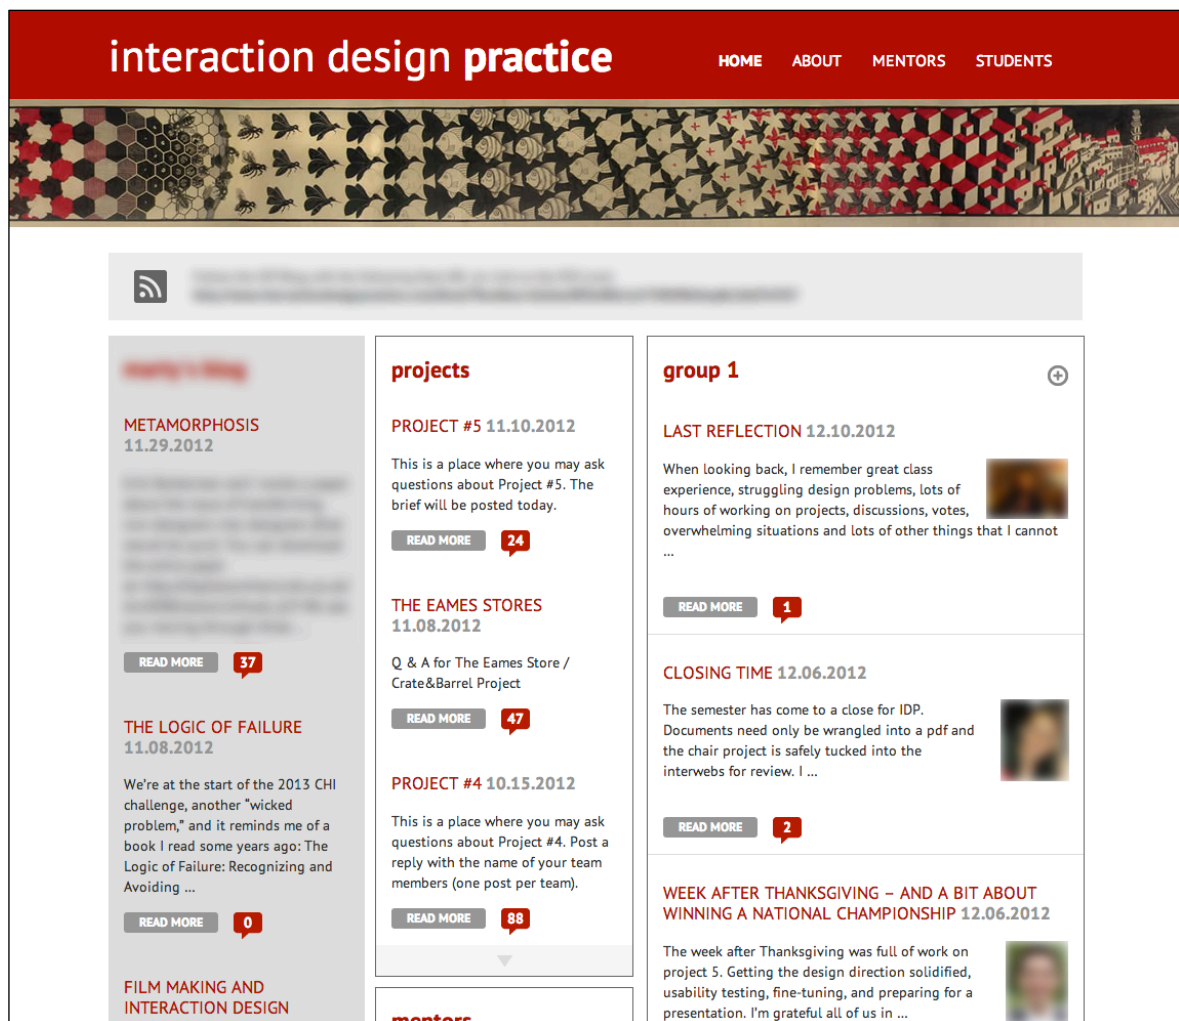 interaction design practice
HOME ABOUT MENTORS STUDENTS
METAMORPHOSIS
11.29.2012
READ MORE 37
THE LOGIC OF FAILURE
11.08.2012
We're at the start of the 2013 CHI
challenge, another “wicked
problem,” and it reminds me of a
book I read some years ago: The
Logic of Failure: Recognizing and
Avoiding ...
READ MORE 0
FILM MAKING AND
INTERACTION DESIGN
projects
PROJECT #5 11.10.2012
This is a place where you may ask
questions about Project #5. The
brief will be posted today.
READ MORE 24
THE EAMES STORES
11.08.2012
Q & A for The Eames Store /
Crate&Barrel Project
READ MORE 47
PROJECT #4 10.15.2012
This is a place where you may ask
questions about Project #4. Post a
reply with the name of your team
members (one post per team).
READ MORE 88
mentors
group 1
LAST REFLECTION 12.10.2012
When looking back, I remember great class
experience, struggling design problems, lots of
hours of working on projects, discussions, votes,
overwhelming situations and lots of other things that I cannot
...
READ MORE 1
CLOSING TIME 12.06.2012
The semester has come to a close for IDP.
Documents need only be wrangled into a pdf and
the chair project is safely tucked into the
interwebs for review. I ...
READ MORE 2
WEEK AFTER THANKSGIVING – AND A BIT ABOUT
WINNING A NATIONAL CHAMPIONSHIP 12.06.2012
The week after Thanksgiving was full of work on
project 5. Getting the design direction solidified,
usability testing, fine-tuning, and preparing for a
presentation. I'm grateful all of us in ...